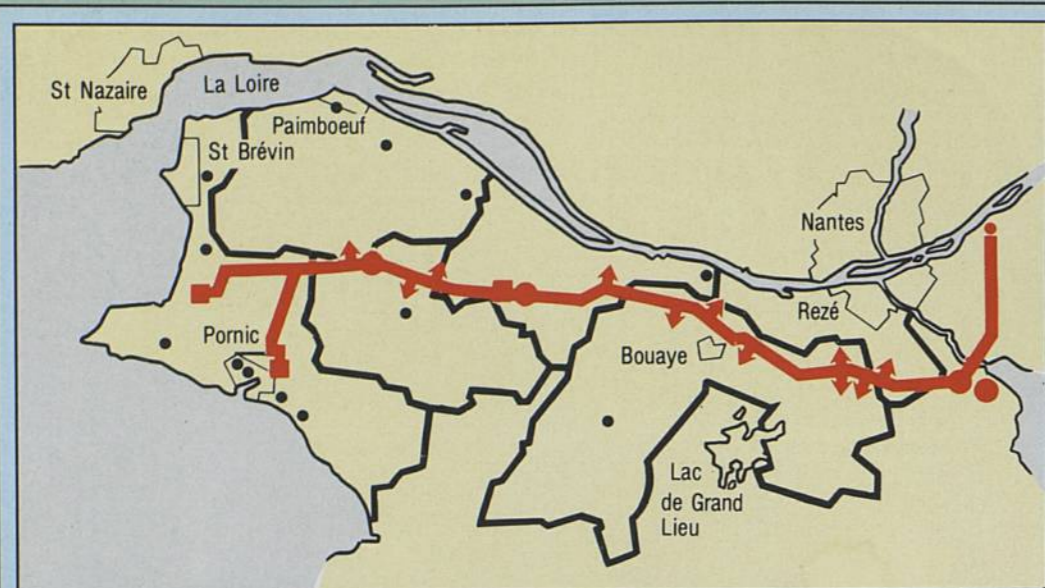 St Nazaire
La Loire
Paimboeuf
St Brévin
Nantes
Rezé
Pornic
Bouaye
Lac
de Grand
Lieu